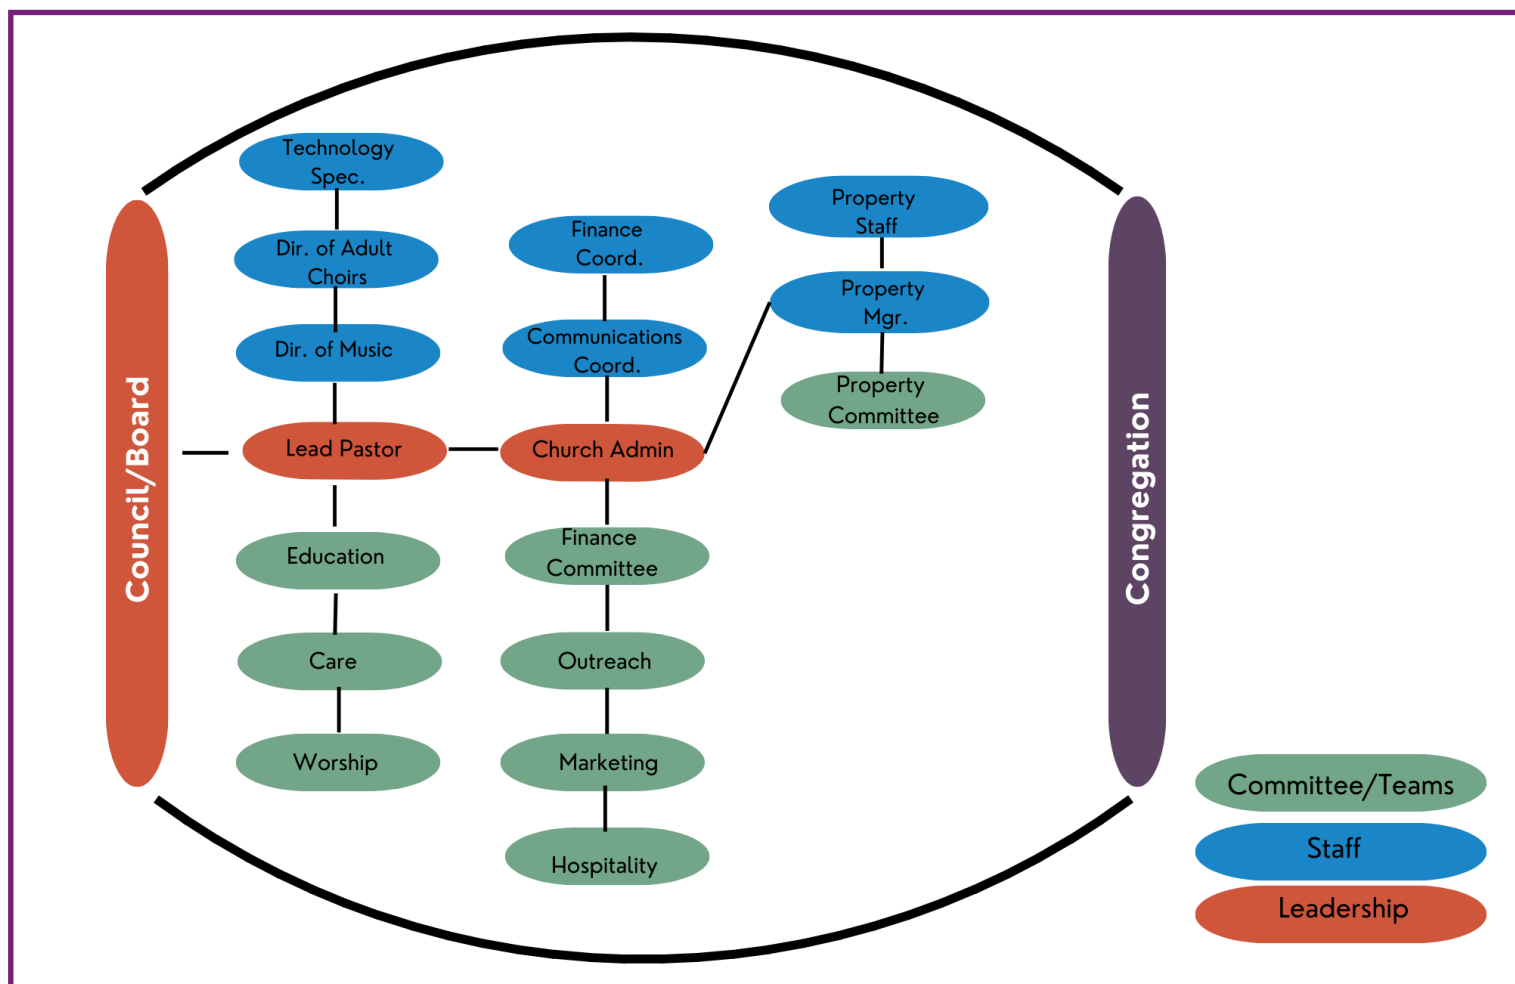 Council/Board
Technology
Spec.
Dir. of Adult
Choirs
Dir. of Music
Lead Pastor
Education
Care
Worship
Finance
Coord.
Communications
Coord.
Church Admin
Finance
Committee
Outreach
Marketing
Hospitality
Property
Staff
Property
Mgr.
Property
Committee
Congregation
Committee/Teams
Staff
Leadership